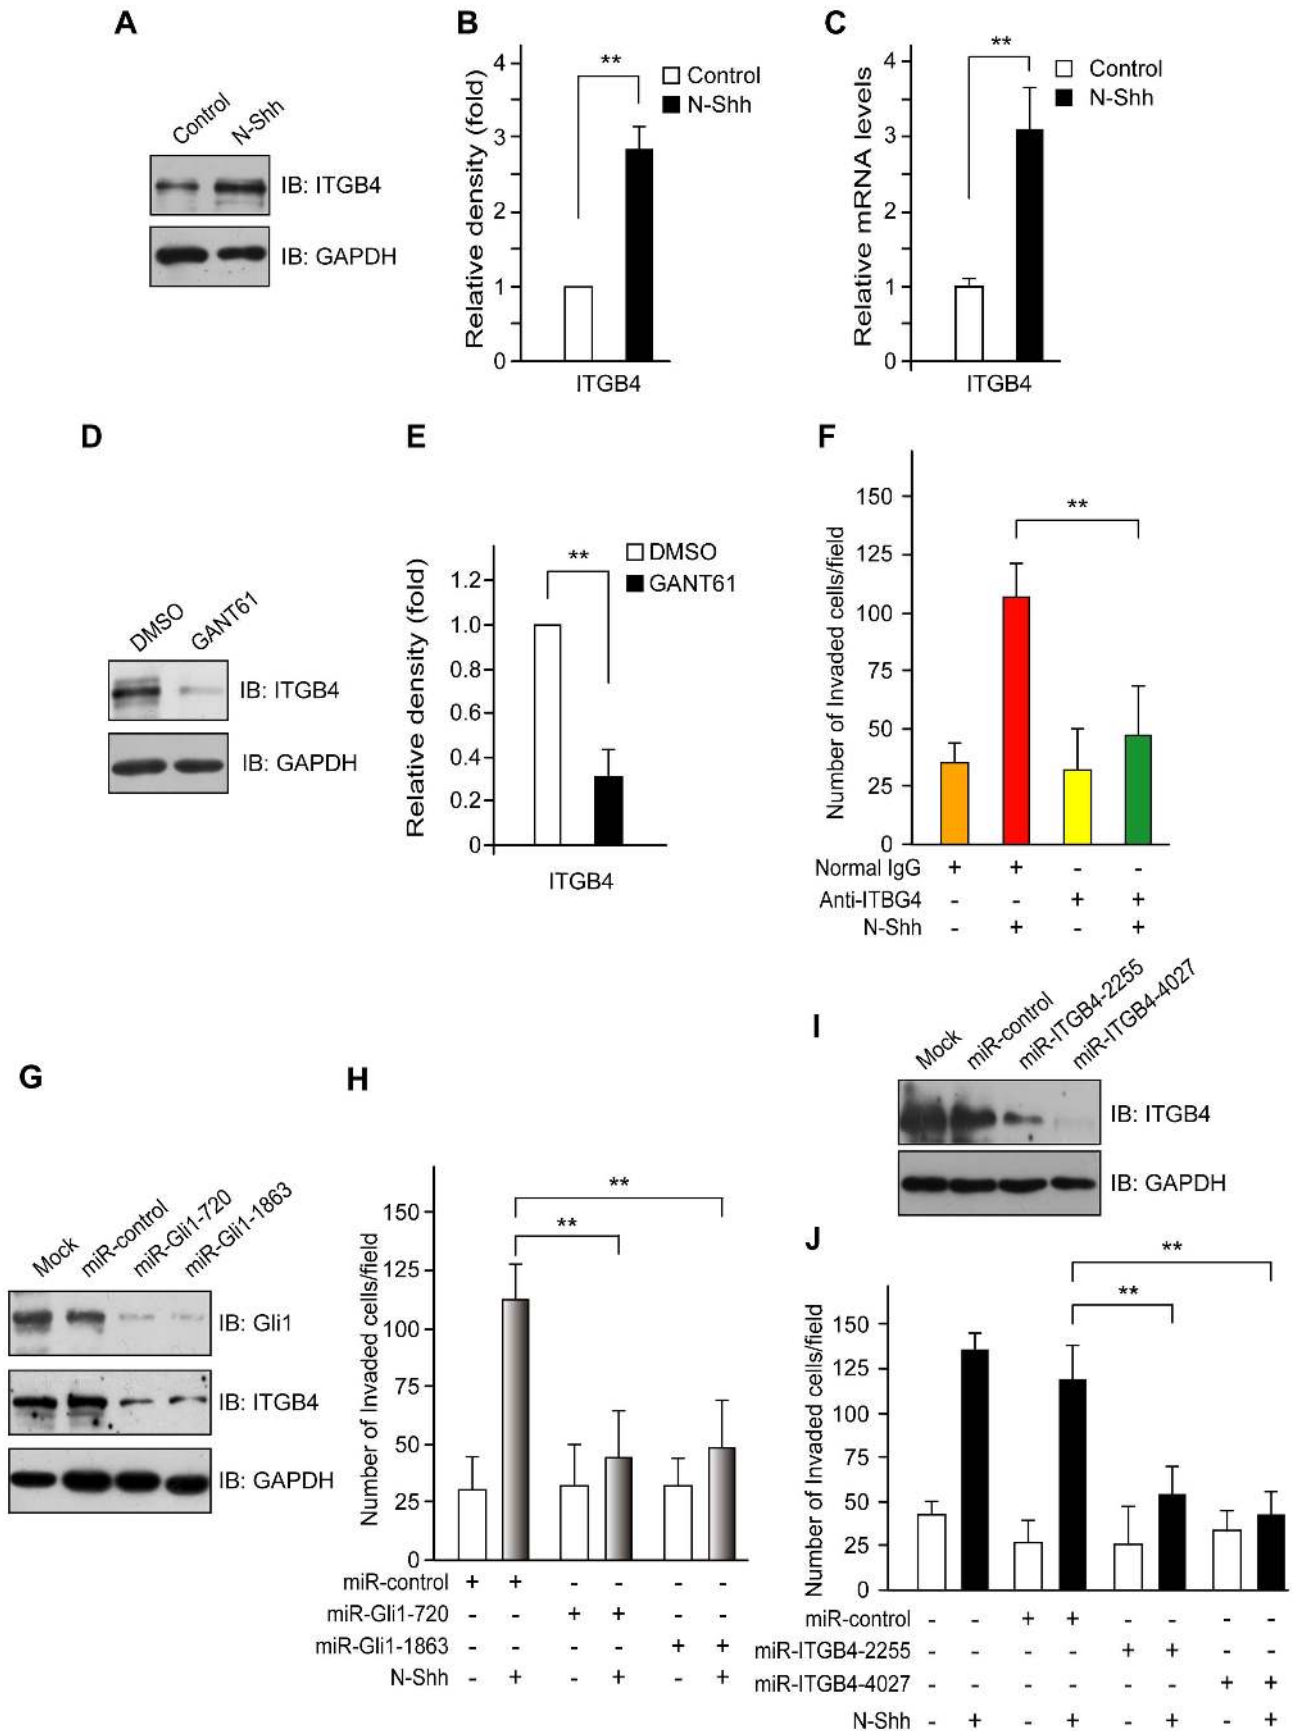 A
Control
N-Shh
IB: ITGB4
IB: GAPDH
B
Relative density (fold)
4
3
2
1
0
**
Control
N-Shh
ITGB4
C
Relative mRNA levels
4
3
2
1
0
**
Control
N-Shh
ITGB4
D
DMSO
GANT61
IB: ITGB4
IB: GAPDH
E
Relative density (fold)
1.2
1.0
0.8
0.6
0.4
0.2
0
**
DMSO
GANT61
ITGB4
F
Number of Invaded cells/field
150
125
100
75
50
25
0
**
Normal IgG + + - -
Anti-ITBG4 - - + +
N-Shh - + - +
G
Mock
miR-control
miR-Gli1-720
miR-Gli1-1863
IB: Gli1
IB: ITGB4
IB: GAPDH
H
Number of Invaded cells/field
150
125
100
75
50
25
0
**
**
miR-control + + - - - -
miR-Gli1-720 - - + + - -
miR-Gli1-1863 - - - - + +
N-Shh - + - + - +
I
Mock
miR-control
miR-ITGB4-2255
miR-ITGB4-4027
IB: ITGB4
IB: GAPDH
J
Number of Invaded cells/field
150
125
100
75
50
25
0
**
**
miR-control - - + + - - - -
miR-ITGB4-2255 - - - - + + - -
miR-ITGB4-4027 - - - - - - + +
N-Shh - + - + - + - +